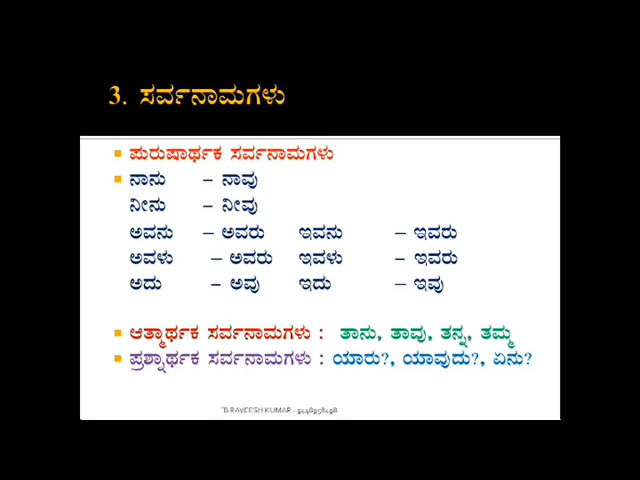 3. ಸರ್ವನಾಮಗಳು
ಪುರುಷಾರ್ಥಕ ಸರ್ವನಾಮಗಳು
ನಾನು – ನಾವು
ನೀನು – ನೀವು
ಅವನು – ಅವರು ಇವನು – ಇವರು
ಅವಳು – ಅವರು ಇವಳು – ಇವರು
ಅದು – ಅವು ಇದು – ಇವು
ಆತ್ಮಾರ್ಥಕ ಸರ್ವನಾಮಗಳು : ತಾನು, ತಾವು, ತನ್ನ, ತಮ್ಮ
ಪ್ರಶ್ನಾರ್ಥಕ ಸರ್ವನಾಮಗಳು : ಯಾರು?, ಯಾವುದು?, ಏನು?
B RAVEESH KUMAR -